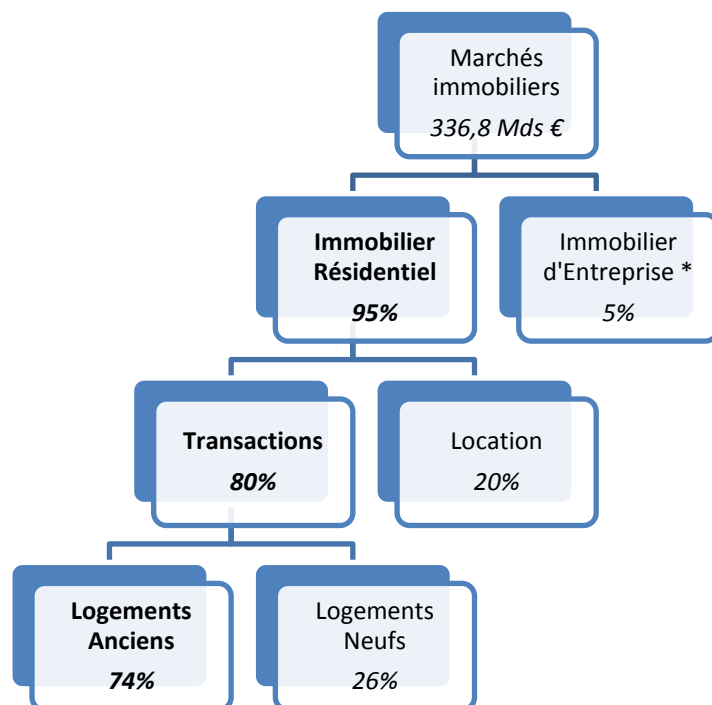 Marchés
immobiliers
336,8 Mds €
Immobilier
Résidentiel
95%
Immobilier
d'Entreprise *
5%
Transactions
80%
Location
20%
Logements
Anciens
74%
Logements
Neufs
26%